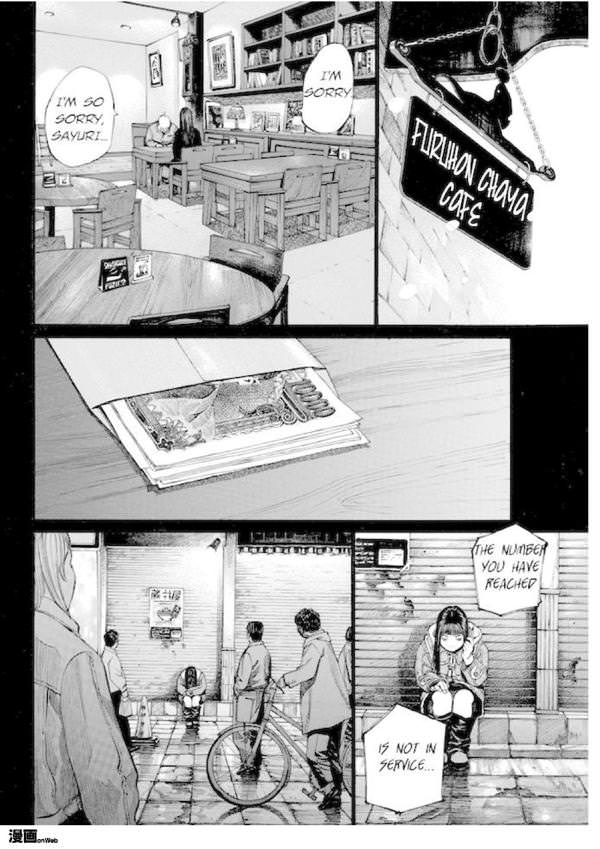 FURUHON CHAYA
CAFE
I'M
SORRY.
I'M SO
SORRY,
SAYURI...
10000
THE NUMBER
YOU HAVE
REACHED
IS NOT IN
SERVICE...
漫画onWeb